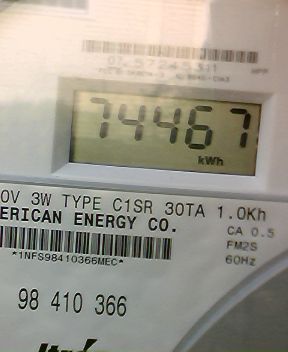 74467
kWh
0V 3W TYPE C1SR 30TA 1.0Kh
ERICAN ENERGY CO.
CA 0.5
FM2S
*1NFS98410366MEC*
60Hz
98 410 366